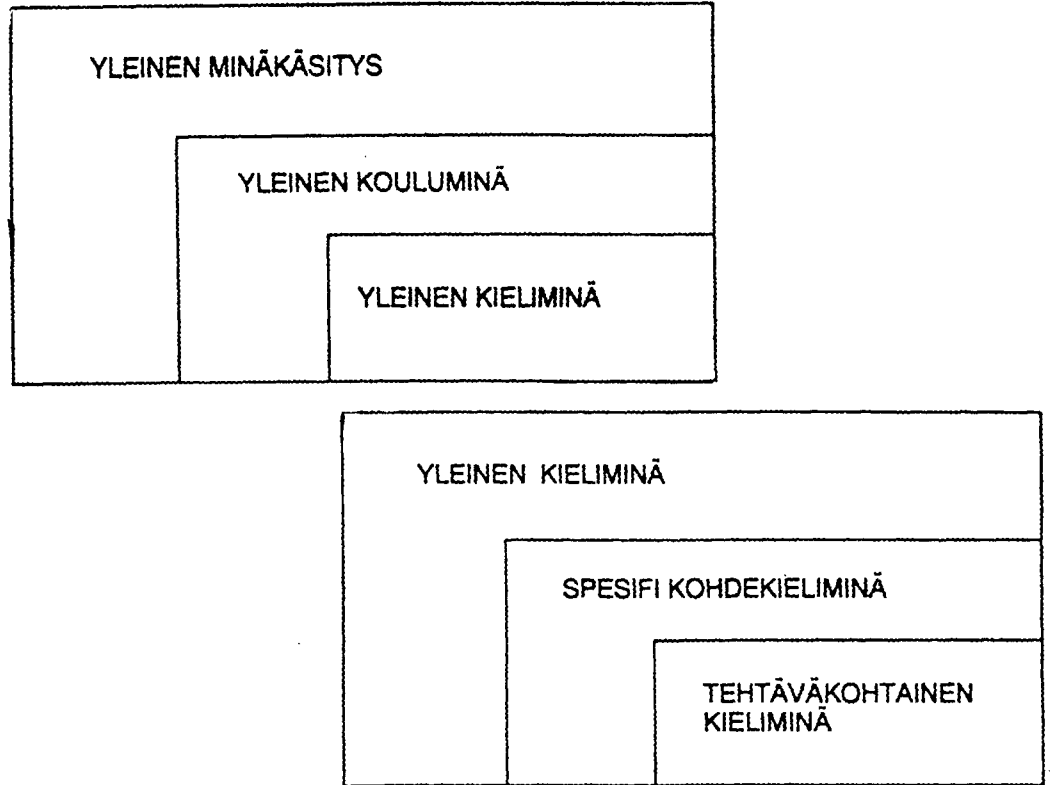 YLEINEN MINÄKÄSITYS
YLEINEN KOULUMINÄ
YLEINEN KIELIMINÄ
YLEINEN KIELIMINÄ
SPESIFI KOHDEKIELIMINÄ
TEHTÄVÄKOHTAINEN
KIELIMINÄ